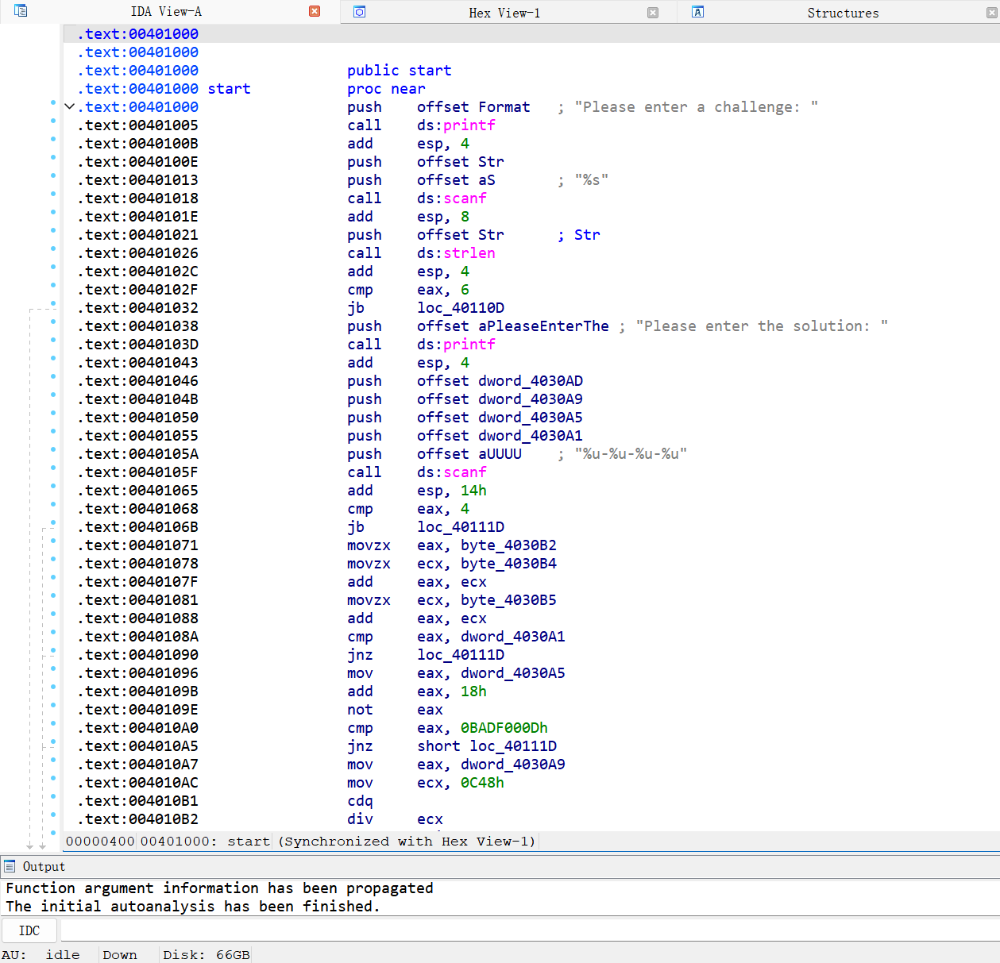 IDA View-A Hex View-1 Structures
.text:00401000
.text:00401000
.text:00401000 public start
.text:00401000 start proc near
.text:00401000 push offset Format ; "Please enter a challenge: "
.text:00401005 call ds:printf
.text:0040100B add esp, 4
.text:0040100E push offset Str
.text:00401013 push offset aS ; "%s"
.text:00401018 call ds:scanf
.text:0040101E add esp, 8
.text:00401021 push offset Str ; Str
.text:00401026 call ds:strlen
.text:0040102C add esp, 4
.text:0040102F cmp eax, 6
.text:00401032 jb loc_40110D
.text:00401038 push offset aPleaseEnterThe ; "Please enter the solution: "
.text:0040103D call ds:printf
.text:00401043 add esp, 4
.text:00401046 push offset dword_4030AD
.text:0040104B push offset dword_4030A9
.text:00401050 push offset dword_4030A5
.text:00401055 push offset dword_4030A1
.text:0040105A push offset aUUUU ; "%u-%u-%u-%u"
.text:0040105F call ds:scanf
.text:00401065 add esp, 14h
.text:00401068 cmp eax, 4
.text:0040106B jb loc_40111D
.text:00401071 movzx eax, byte_4030B2
.text:00401078 movzx ecx, byte_4030B4
.text:0040107F add eax, ecx
.text:00401081 movzx ecx, byte_4030B5
.text:00401088 add eax, ecx
.text:0040108A cmp eax, dword_4030A1
.text:00401090 jnz loc_40111D
.text:00401096 mov eax, dword_4030A5
.text:0040109B add eax, 18h
.text:0040109E not eax
.text:004010A0 cmp eax, 0BADF000Dh
.text:004010A5 jnz short loc_40111D
.text:004010A7 mov eax, dword_4030A9
.text:004010AC mov ecx, 0C48h
.text:004010B1 cdq
.text:004010B2 div ecx
00000400 00401000: start (Synchronized with Hex View-1)
Output
Function argument information has been propagated
The initial autoanalysis has been finished.
IDC
AU: idle Down Disk: 66GB